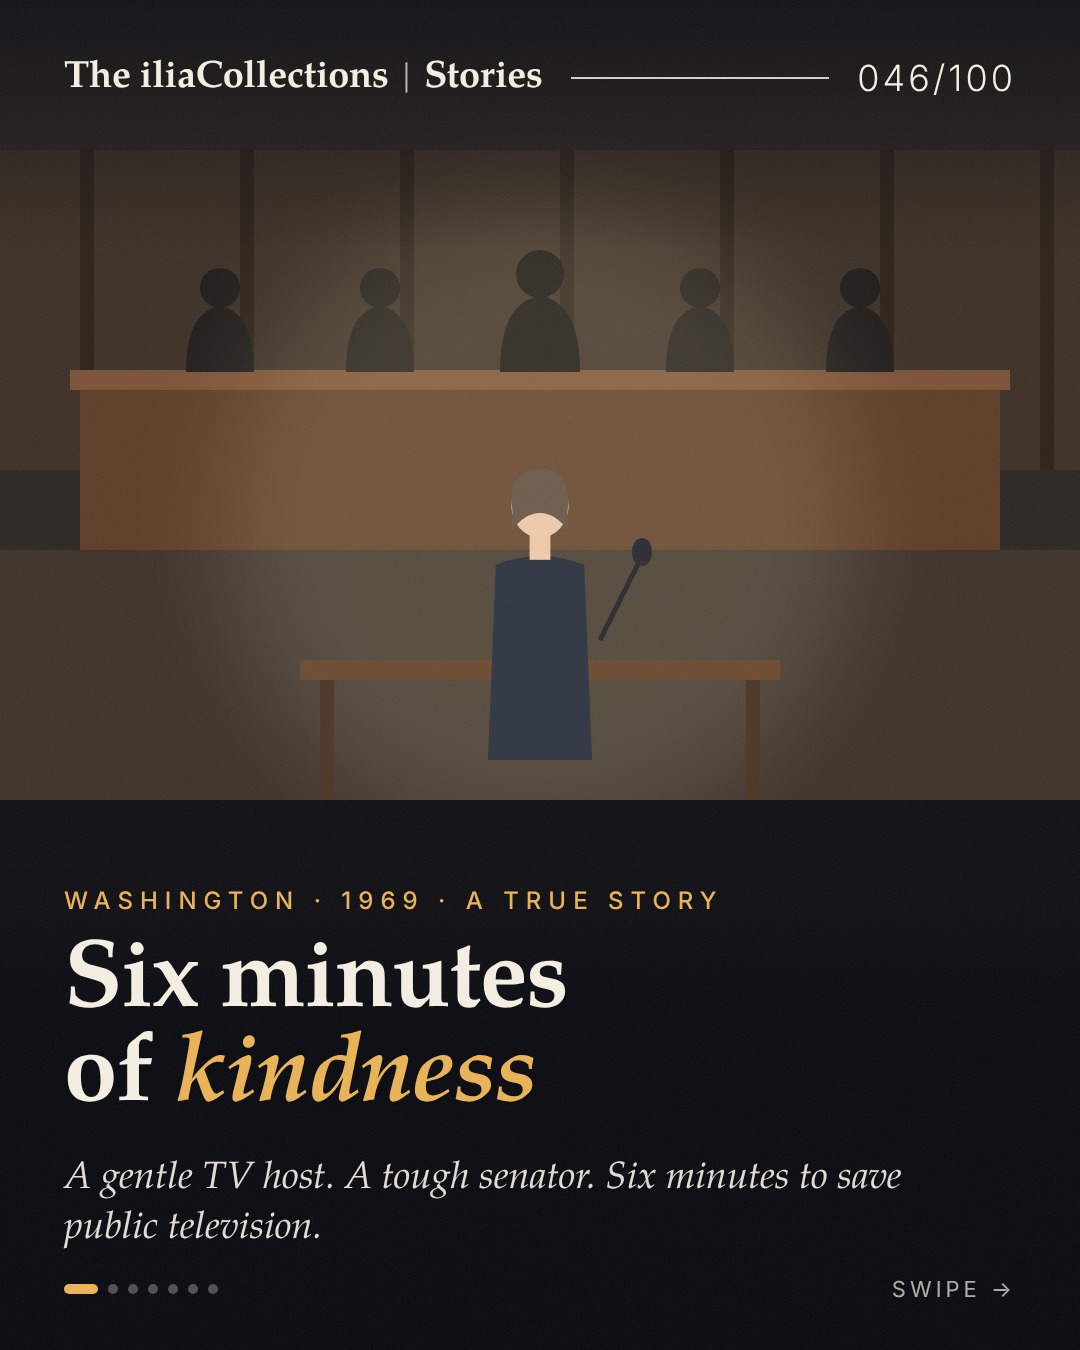 The iliaCollections | Stories 046/100
WASHINGTON · 1969 · A TRUE STORY
Six minutes
of kindness
A gentle TV host. A tough senator. Six minutes to save
public television.
SWIPE →